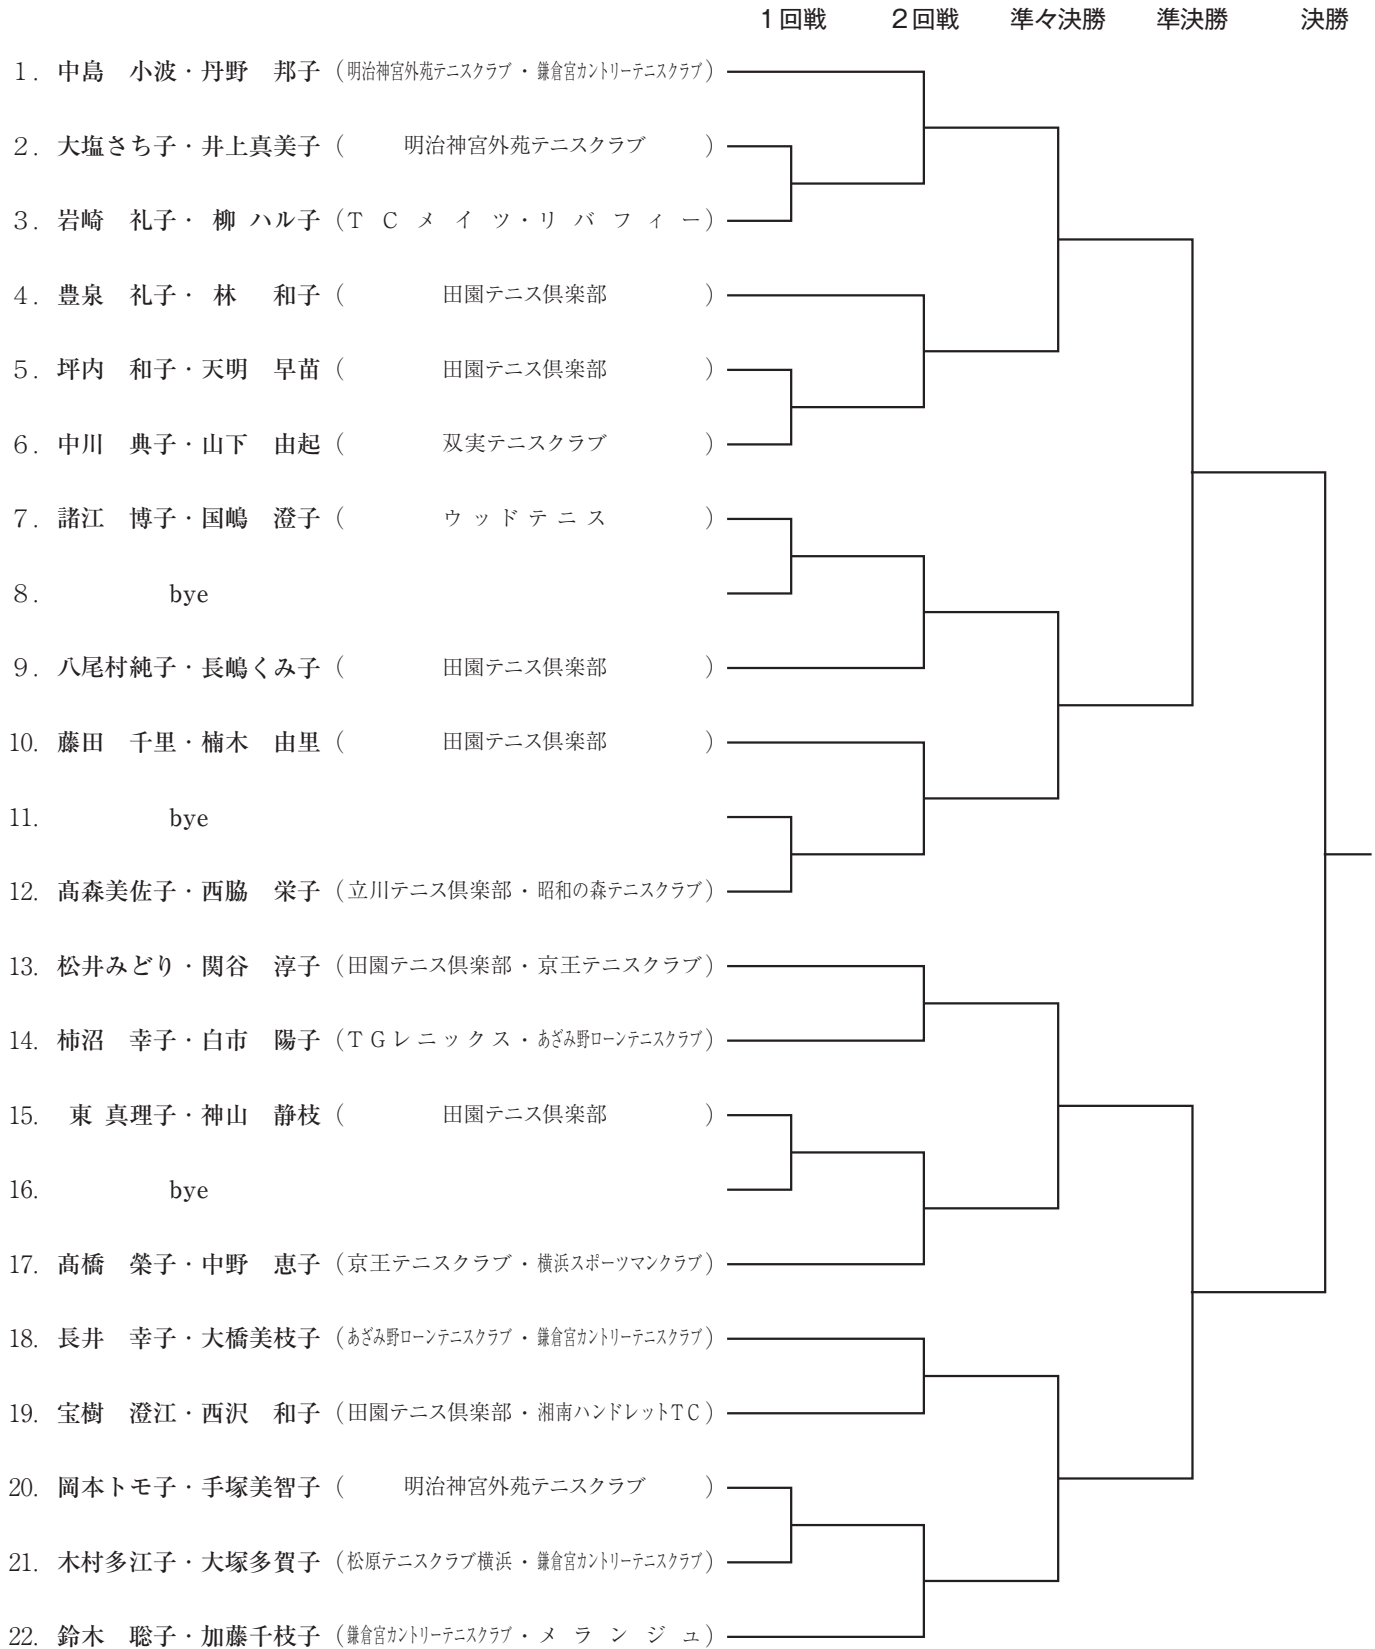 1回戦 2回戦 準々決勝 準決勝 決勝
1. 中島 小波・丹野 邦子（明治神宮外苑テニスクラブ・鎌倉宮カントリーテニスクラブ）
2. 大塩さち子・井上真美子（ 明治神宮外苑テニスクラブ ）
3. 岩崎 礼子・柳 ハル子（TCメイツ・リバフィー）
4. 豊泉 礼子・林 和子（ 田園テニス倶楽部 ）
5. 坪内 和子・天明 早苗（ 田園テニス倶楽部 ）
6. 中川 典子・山下 由起（ 双実テニスクラブ ）
7. 諸江 博子・国嶋 澄子（ ウッドテニス ）
8. bye
9. 八尾村純子・長嶋くみ子（ 田園テニス倶楽部 ）
10. 藤田 千里・楠木 由里（ 田園テニス倶楽部 ）
11. bye
12. 髙森美佐子・西脇 栄子（立川テニス倶楽部・昭和の森テニスクラブ）
13. 松井みどり・関谷 淳子（田園テニス倶楽部・京王テニスクラブ）
14. 柿沼 幸子・白市 陽子（TGレニックス・あざみ野ローンテニスクラブ）
15. 東 真理子・神山 静枝（ 田園テニス倶楽部 ）
16. bye
17. 髙橋 榮子・中野 恵子（京王テニスクラブ・横浜スポーツマンクラブ）
18. 長井 幸子・大橋美枝子（あざみ野ローンテニスクラブ・鎌倉宮カントリーテニスクラブ）
19. 宝樹 澄江・西沢 和子（田園テニス倶楽部・湘南ハンドレットTC）
20. 岡本トモ子・手塚美智子（ 明治神宮外苑テニスクラブ ）
21. 木村多江子・大塚多賀子（松原テニスクラブ横浜・鎌倉宮カントリーテニスクラブ）
22. 鈴木 聡子・加藤千枝子（鎌倉宮カントリーテニスクラブ・メランジュ）